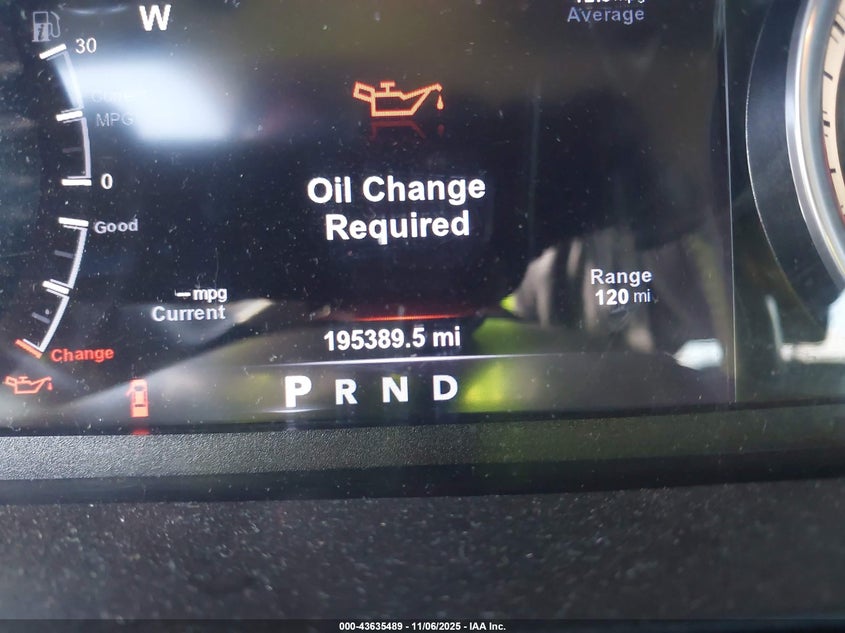 W
Average
30
MPG
0
Oil Change
Required
Good
Range
120 mi
--mpg
Current
195389.5 mi
Change
P R N D
000-43635489 - 11/06/2025 - IAA Inc.